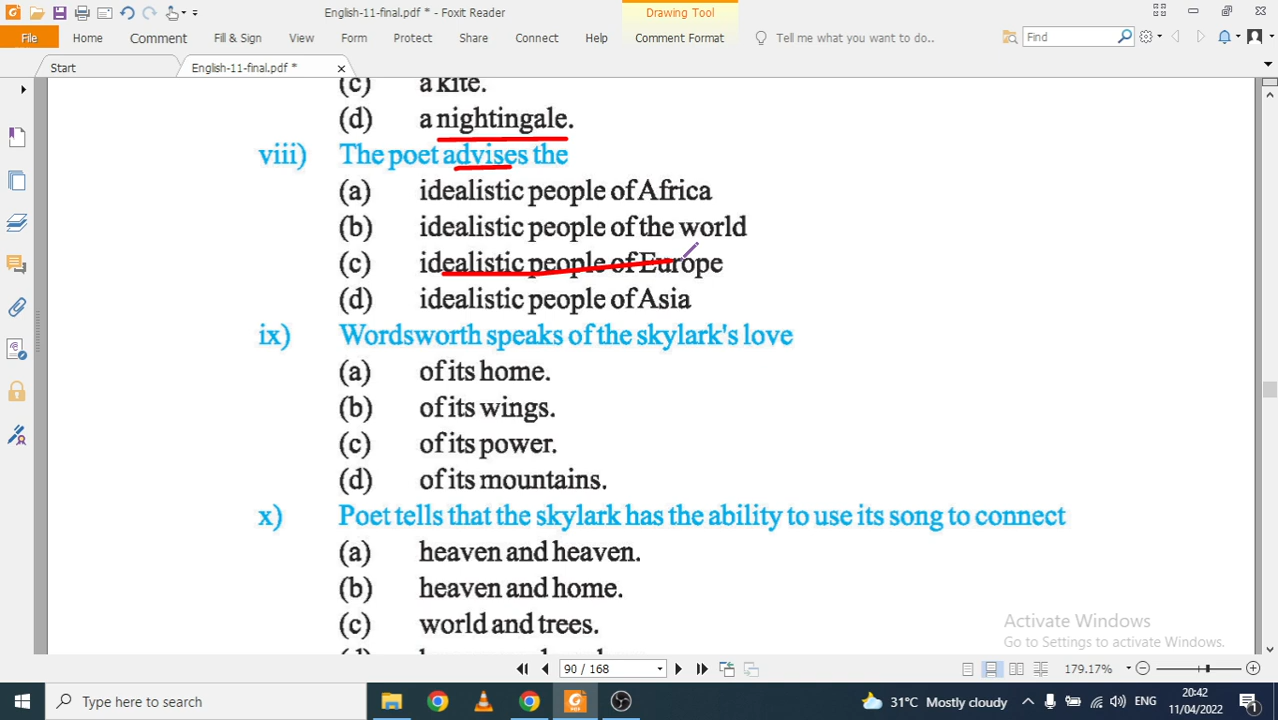 English-11-final.pdf * - Foxit Reader
Drawing Tool
File Home Comment Fill & Sign View Form Protect Share Connect Help Comment Format Tell me what you want to do.. Find
Start English-11-final.pdf *
(c) a kite.
(d) a nightingale.
viii) The poet advises the
(a) idealistic people of Africa
(b) idealistic people of the world
(c) idealistic people of Europe
(d) idealistic people of Asia
ix) Wordsworth speaks of the skylark's love
(a) of its home.
(b) of its wings.
(c) of its power.
(d) of its mountains.
x) Poet tells that the skylark has the ability to use its song to connect
(a) heaven and heaven.
(b) heaven and home.
(c) world and trees.
Activate Windows
Go to Settings to activate Windows.
90 / 168 179.17%
Type here to search 31°C Mostly cloudy ENG 20:42
11/04/2022